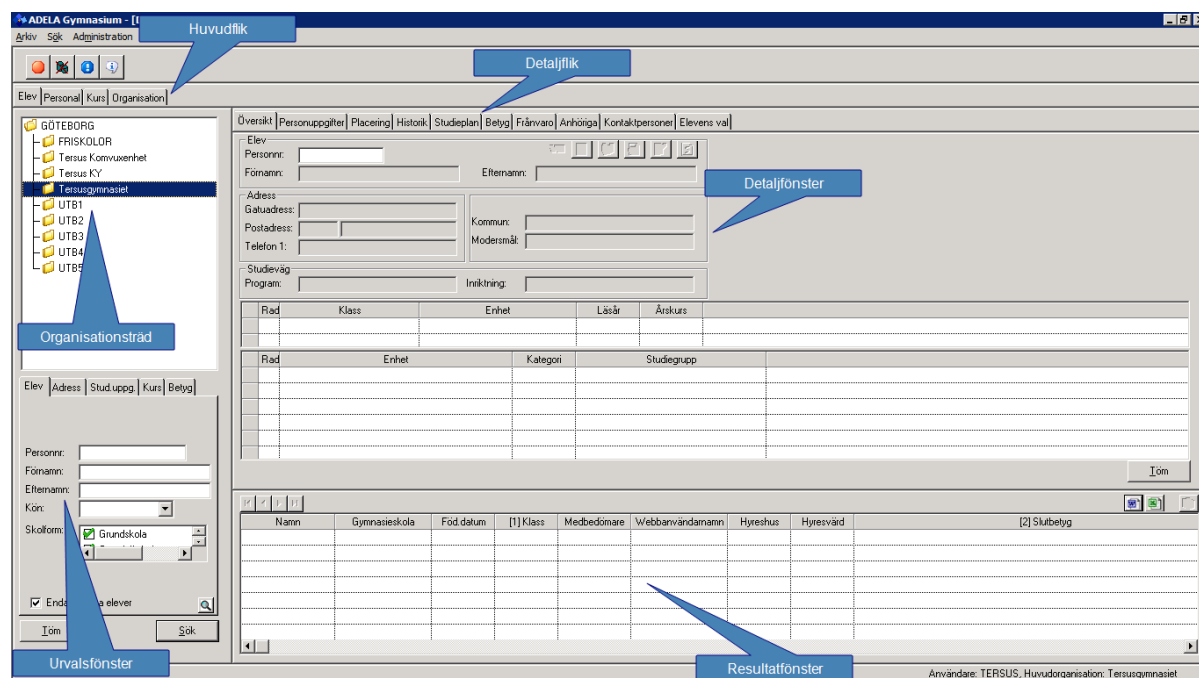 ADELA Gymnasium - [
Huvudflik
Arkiv Sök Administration
Detaljflik
Elev Personal Kurs Organisation
GÖTEBORG
FRISKOLOR
Tersus Komvuxenhet
Tersus KY
Tersusgymnasiet
UTB1
UTB2
UTB3
UTB4
UTB5
Organisationsträd
Översikt Personuppgifter Placering Historik Studieplan Betyg Frånvaro Anhöriga Kontaktpersoner Elevens val
Elev
Personnr:
Förnamn: Efternamn:
Detaljfönster
Adress
Gatuadress:
Postadress:
Telefon 1:
Kommun:
Modersmål:
Studieväg
Program: Inriktning:
Rad Klass Enhet Läsår Årskurs
Rad Enhet Kategori Studiegrupp
Töm
Elev Adress Stud.uppg. Kurs Betyg
Personnr:
Förnamn:
Efternamn:
Kön:
Skolform: Grundskola
Enda a elever
Töm Sök
Urvalsfönster
Namn Gymnasieskola Föd.datum [1] Klass Medbedömare Webbanvändarnamn Hyreshus Hyresvärd [2] Slutbetyg
Resultatfönster
Användare: TERSUS, Huvudorganisation: Tersusgymnasiet